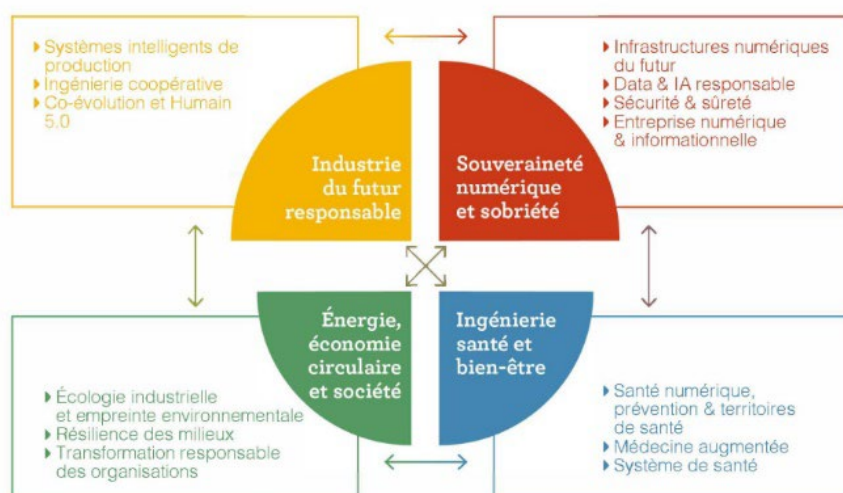 Systèmes intelligents de
production
Ingénierie coopérative
Co-évolution et Humain
5.0
Industrie
du futur
responsable
Infrastructures numériques
du futur
Data & IA responsable
Sécurité & sûreté
Entreprise numérique
& informationnelle
Souveraineté
numérique
et sobriété
Énergie,
économie
circulaire
et société
Écologie industrielle
et empreinte environnementale
Résilience des milieux
Transformation responsable
des organisations
Ingénierie
santé et
bien-être
Santé numérique,
prévention & territoires
de santé
Médecine augmentée
Système de santé